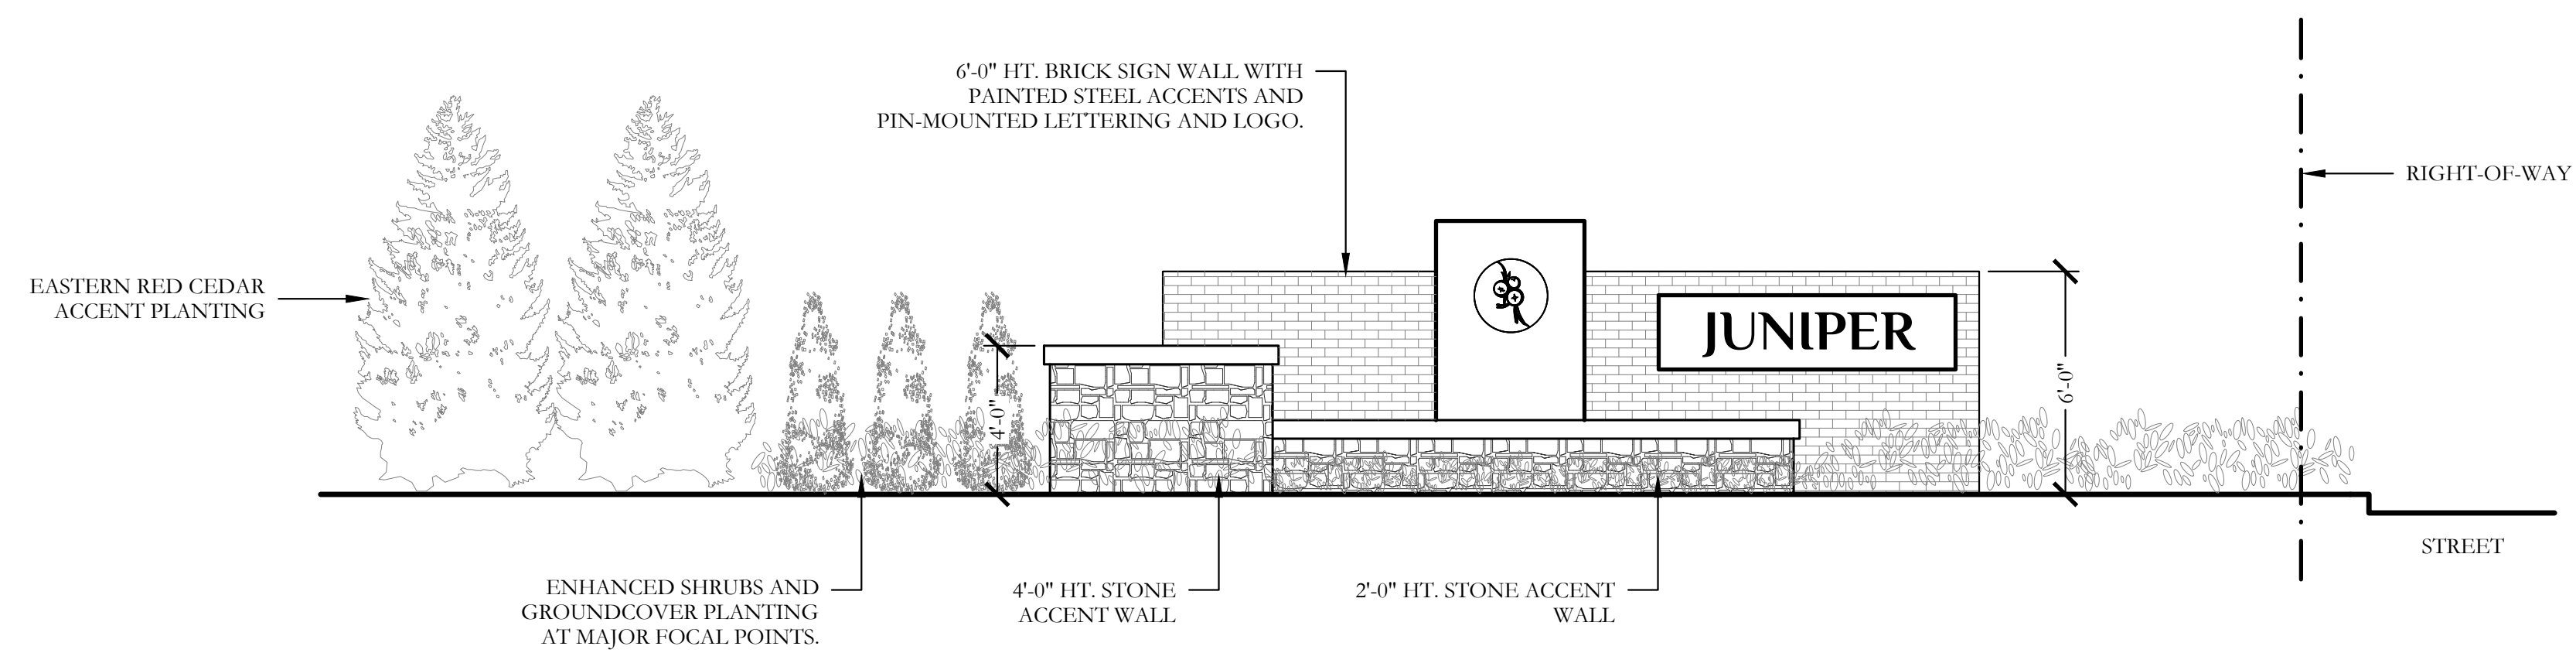 6'-0" HT. BRICK SIGN WALL WITH
PAINTED STEEL ACCENTS AND
PIN-MOUNTED LETTERING AND LOGO.
RIGHT-OF-WAY
EASTERN RED CEDAR
ACCENT PLANTING
JUNIPER
4'-0"
6'-0"
STREET
ENHANCED SHRUBS AND
GROUNDCOVER PLANTING
AT MAJOR FOCAL POINTS.
4'-0" HT. STONE
ACCENT WALL
2'-0" HT. STONE ACCENT
WALL